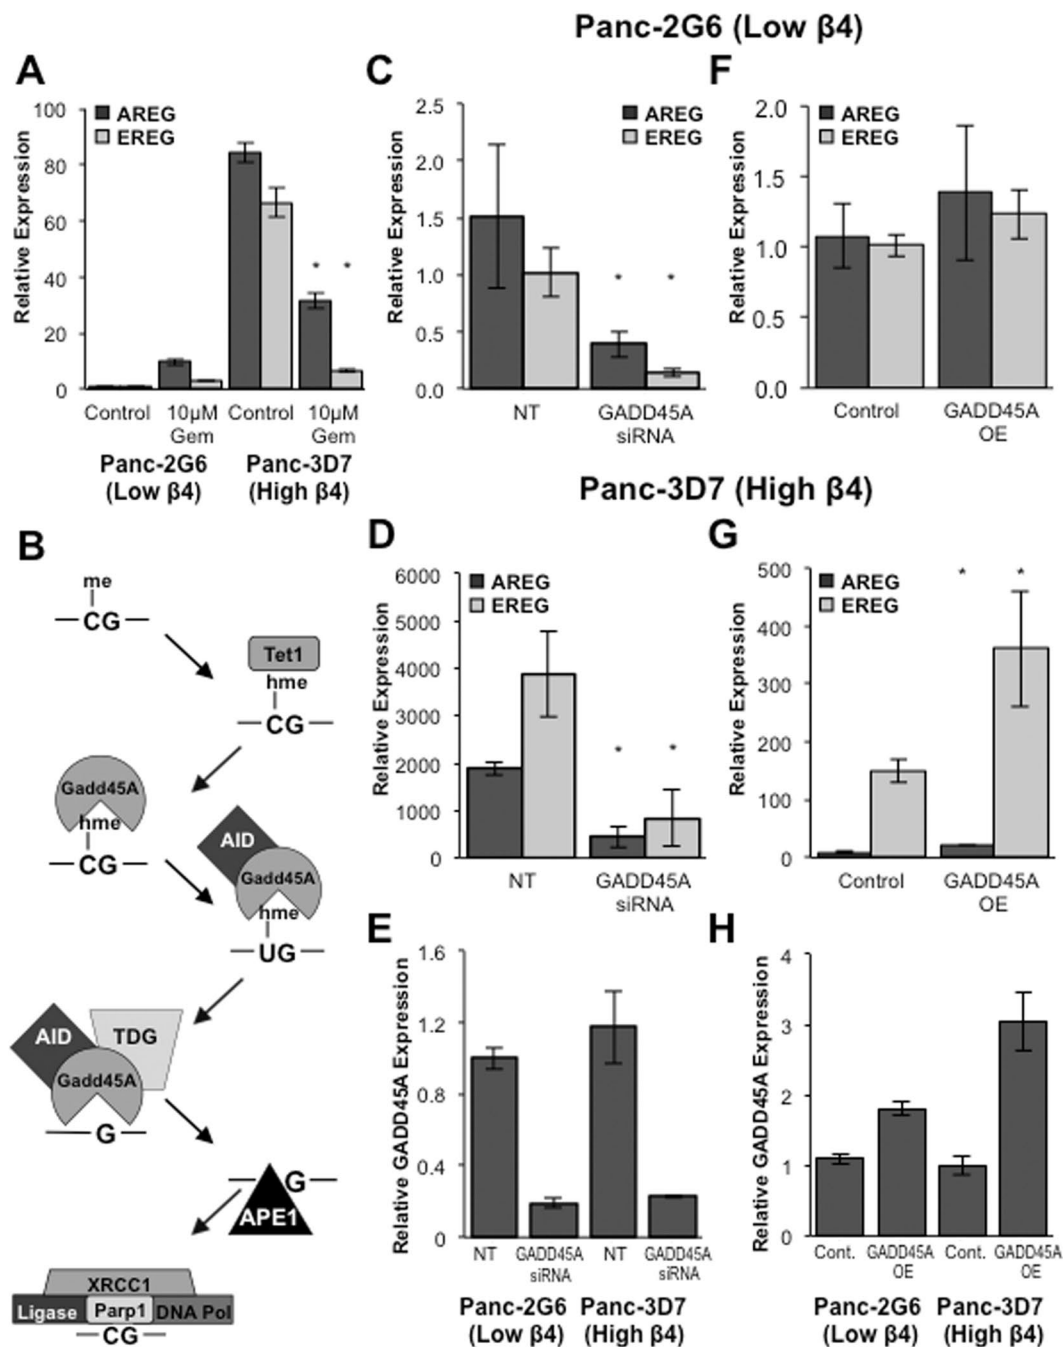 Panc-2G6 (Low β4)
A
AREG
EREG
Relative Expression
100
80
60
40
20
0
* *
Control 10μM Gem Control 10μM Gem
Panc-2G6 (Low β4) Panc-3D7 (High β4)
C
AREG
EREG
Relative Expression
2.5
2.0
1.5
1.0
0.5
0.0
* *
NT GADD45A siRNA
F
AREG
EREG
Relative Expression
2.0
1.5
1.0
0.5
0.0
Control GADD45A OE
Panc-3D7 (High β4)
B
me
CG
Tet1
hme
CG
Gadd45A
hme
CG
AID
Gadd45A
hme
UG
AID
TDG
Gadd45A
G
G
APE1
XRCC1
Ligase Parp1 DNA Pol
CG
D
AREG
EREG
Relative Expression
6000
5000
4000
3000
2000
1000
0
* *
NT GADD45A siRNA
G
AREG
EREG
Relative Expression
500
400
300
200
100
0
* *
Control GADD45A OE
E
Relative GADD45A Expression
1.6
1.2
0.8
0.4
0
NT GADD45A siRNA NT GADD45A siRNA
Panc-2G6 (Low β4) Panc-3D7 (High β4)
H
Relative GADD45A Expression
4
3
2
1
0
Cont. GADD45A OE Cont. GADD45A OE
Panc-2G6 (Low β4) Panc-3D7 (High β4)